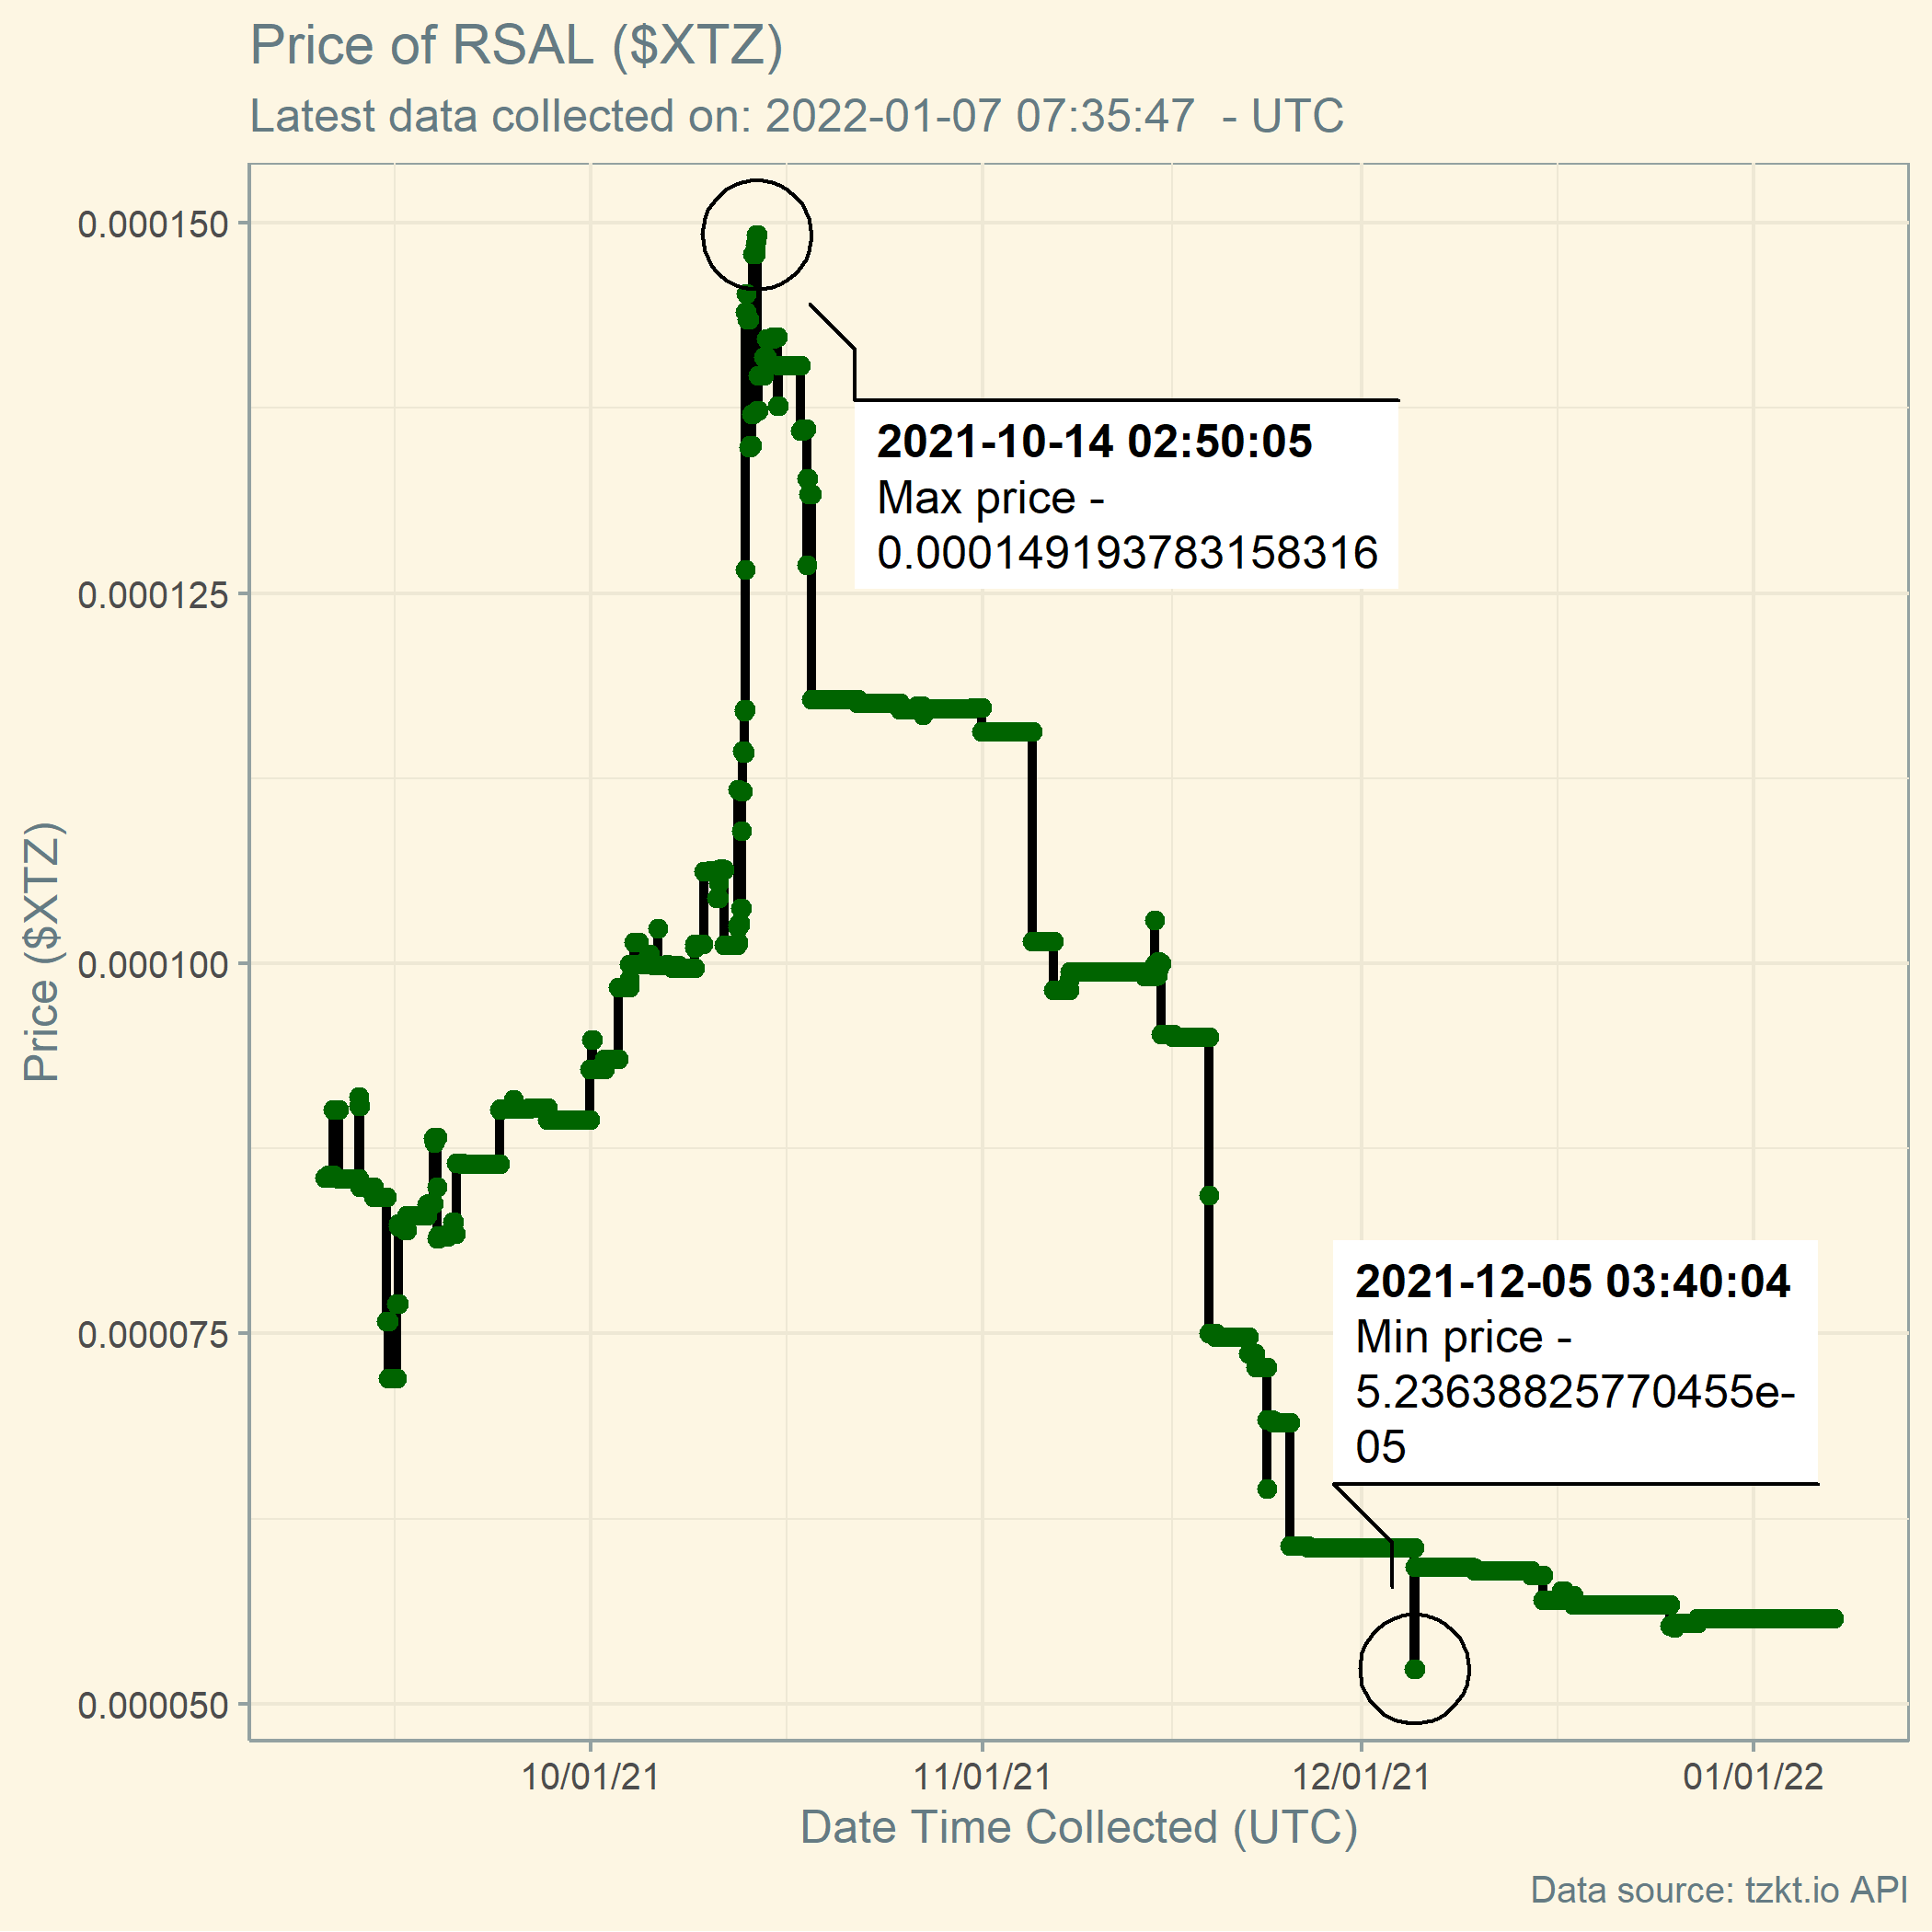 Price of RSAL ($XTZ)
Latest data collected on: 2022-01-07 07:35:47  - UTC
0.000150
0.000125
0.000100
0.000075
0.000050
Price ($XTZ)
2021-10-14 02:50:05
Max price -
0.000149193783158316
2021-12-05 03:40:04
Min price -
5.23638825770455e-
05
10/01/21
11/01/21
12/01/21
01/01/22
Date Time Collected (UTC)
Data source: tzkt.io API